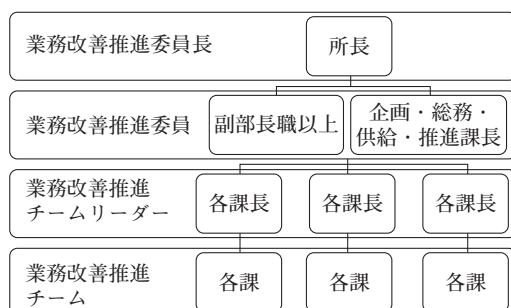 業務改善推進委員長
所長
業務改善推進委員
副部長職以上
企画・総務・
供給・推進課長
業務改善推進
チームリーダー
各課長
各課長
各課長
業務改善推進
チーム
各課
各課
各課